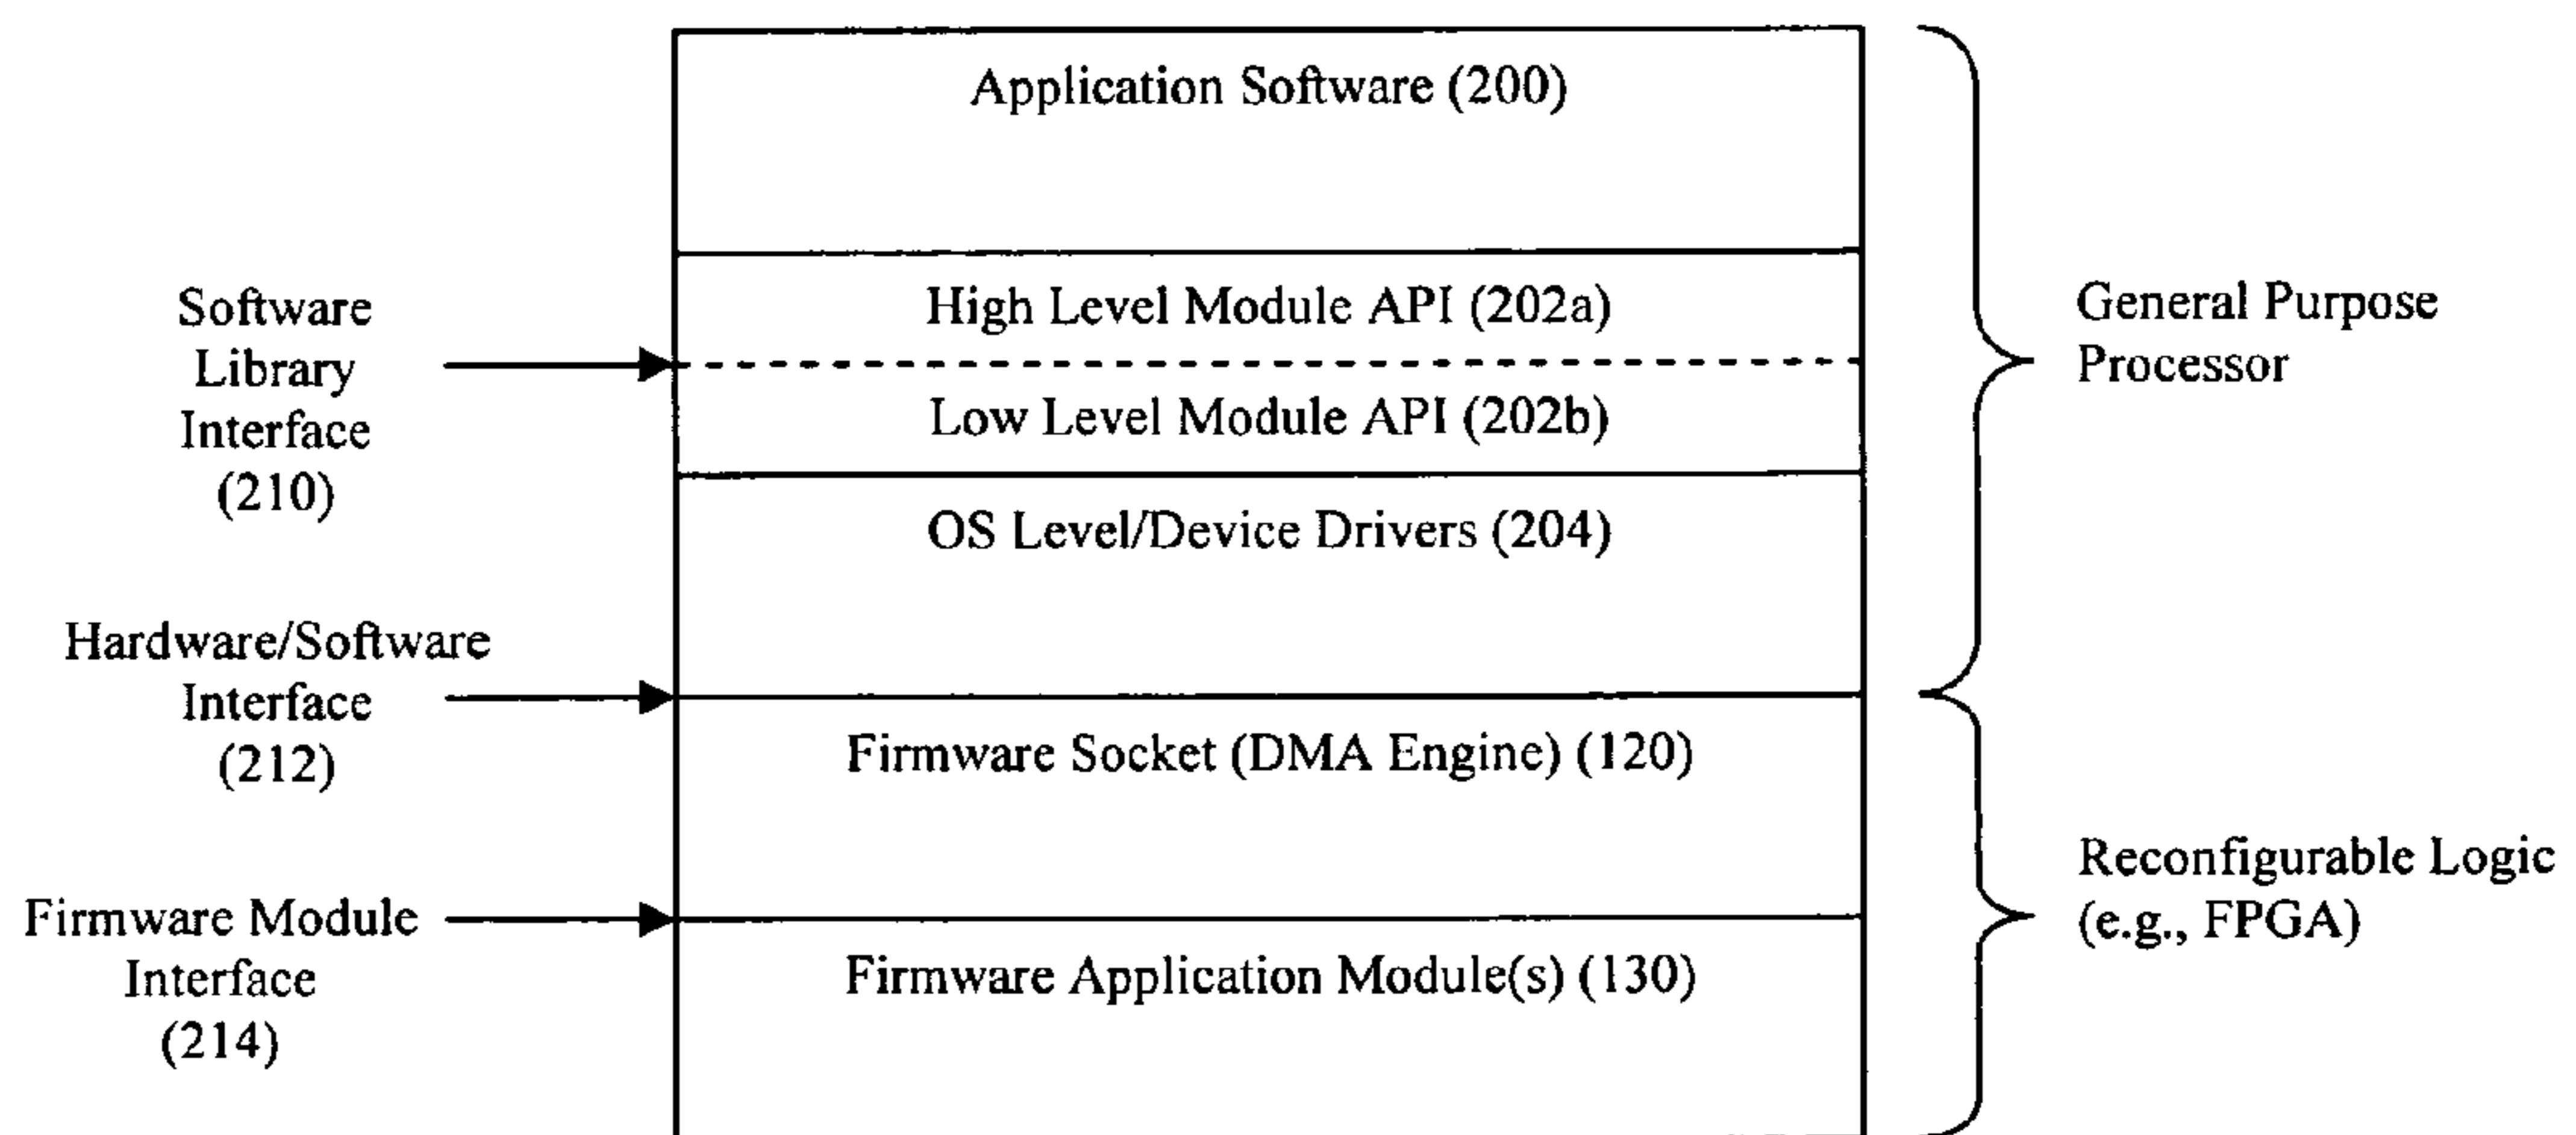 Application Software (200)
Software
Library
Interface
(210)
High Level Module API (202a)
Low Level Module API (202b)
General Purpose
Processor
OS Level/Device Drivers (204)
Hardware/Software
Interface
(212)
Firmware Socket (DMA Engine) (120)
Reconfigurable Logic
(e.g., FPGA)
Firmware Module
Interface
(214)
Firmware Application Module(s) (130)